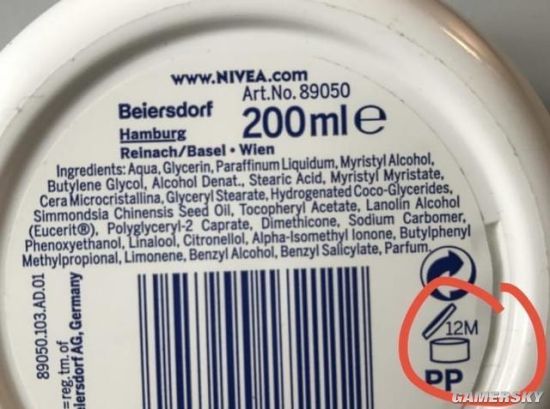 www.NIVEA.com
Art.No. 89050
Beiersdorf
200ml e
Hamburg
Reinach/Basel • Wien
Ingredients: Aqua, Glycerin, Paraffinum Liquidum, Myristyl Alcohol,
Butylene Glycol, Alcohol Denat., Stearic Acid, Myristyl Myristate,
Cera Microcristallina, Glyceryl Stearate, Hydrogenated Coco-Glycerides,
Simmondsia Chinensis Seed Oil, Tocopheryl Acetate, Lanolin Alcohol
(Eucerit®), Polyglyceryl-2 Caprate, Dimethicone, Sodium Carbomer,
Phenoxyethanol, Linalool, Citronellol, Alpha-Isomethyl Ionone, Butylphenyl
Methylpropional, Limonene, Benzyl Alcohol, Benzyl Salicylate, Parfum.
89050.103.AD.01
= reg. tm. of
iersdorf AG, Germany
12M
PP
GAMERSKY